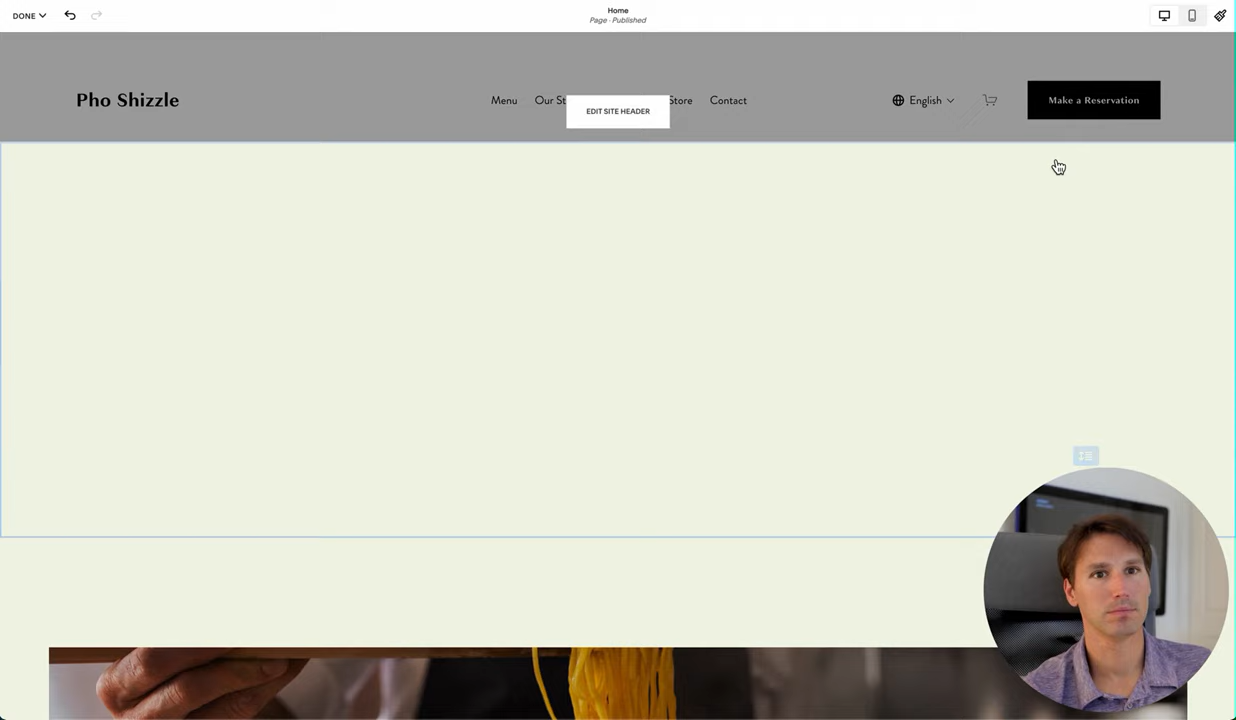 DONE
Home
Page · Published
Pho Shizzle
Menu
Our St
Store
Contact
EDIT SITE HEADER
English
Make a Reservation